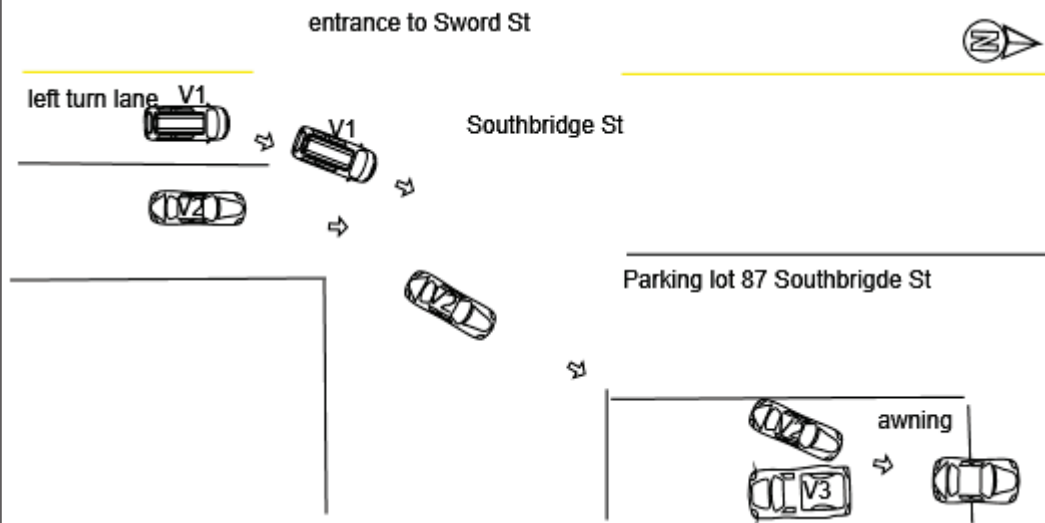 entrance to Sword St
N
left turn lane
V1
V1
Southbridge St
V2
V2
Parking lot 87 Southbrigde St
V2
awning
V3